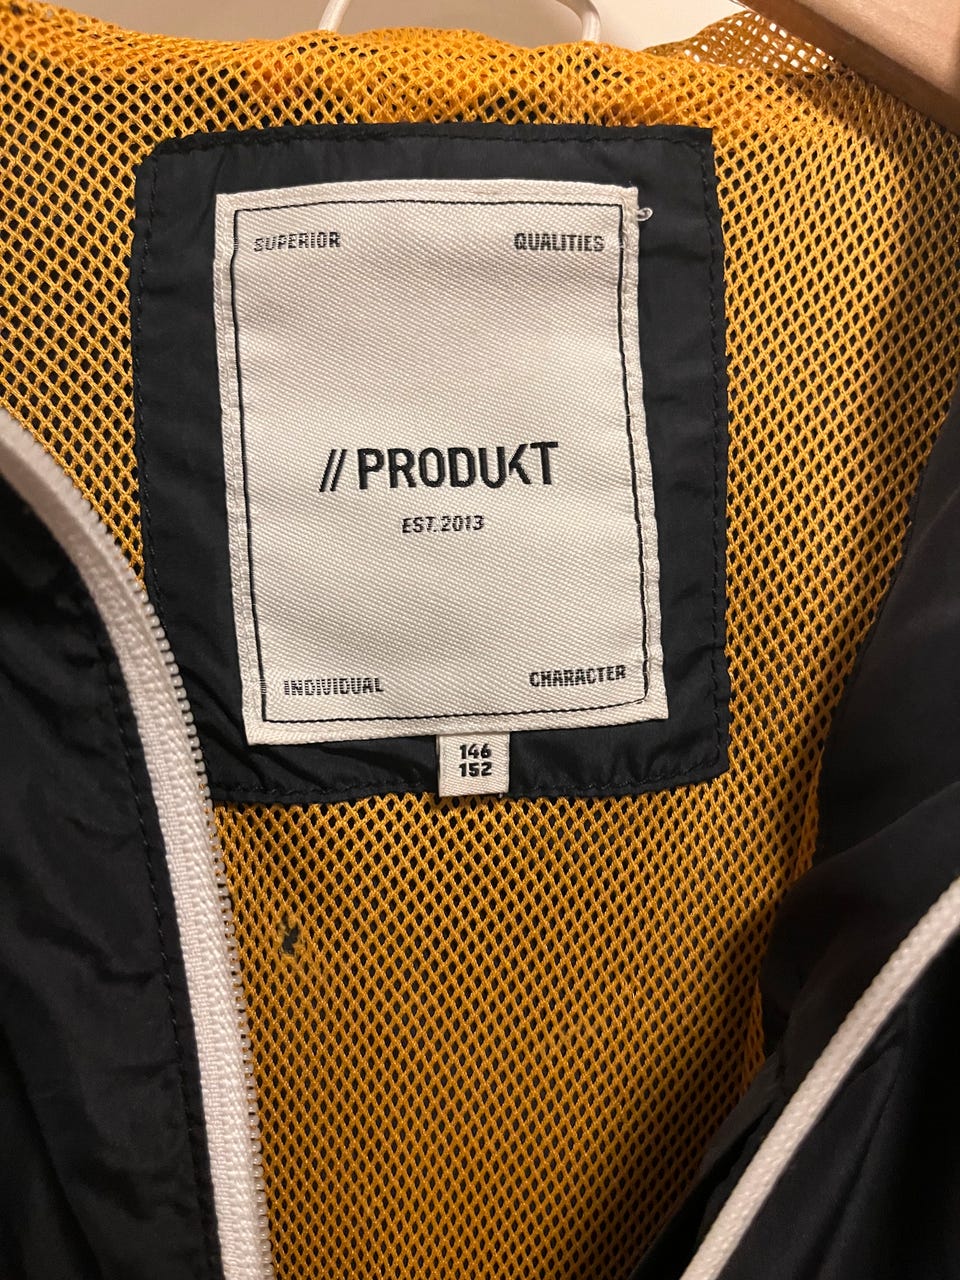 SUPERIOR QUALITIES
//PRODUKT
EST.2013
INDIVIDUAL CHARACTER
146
152